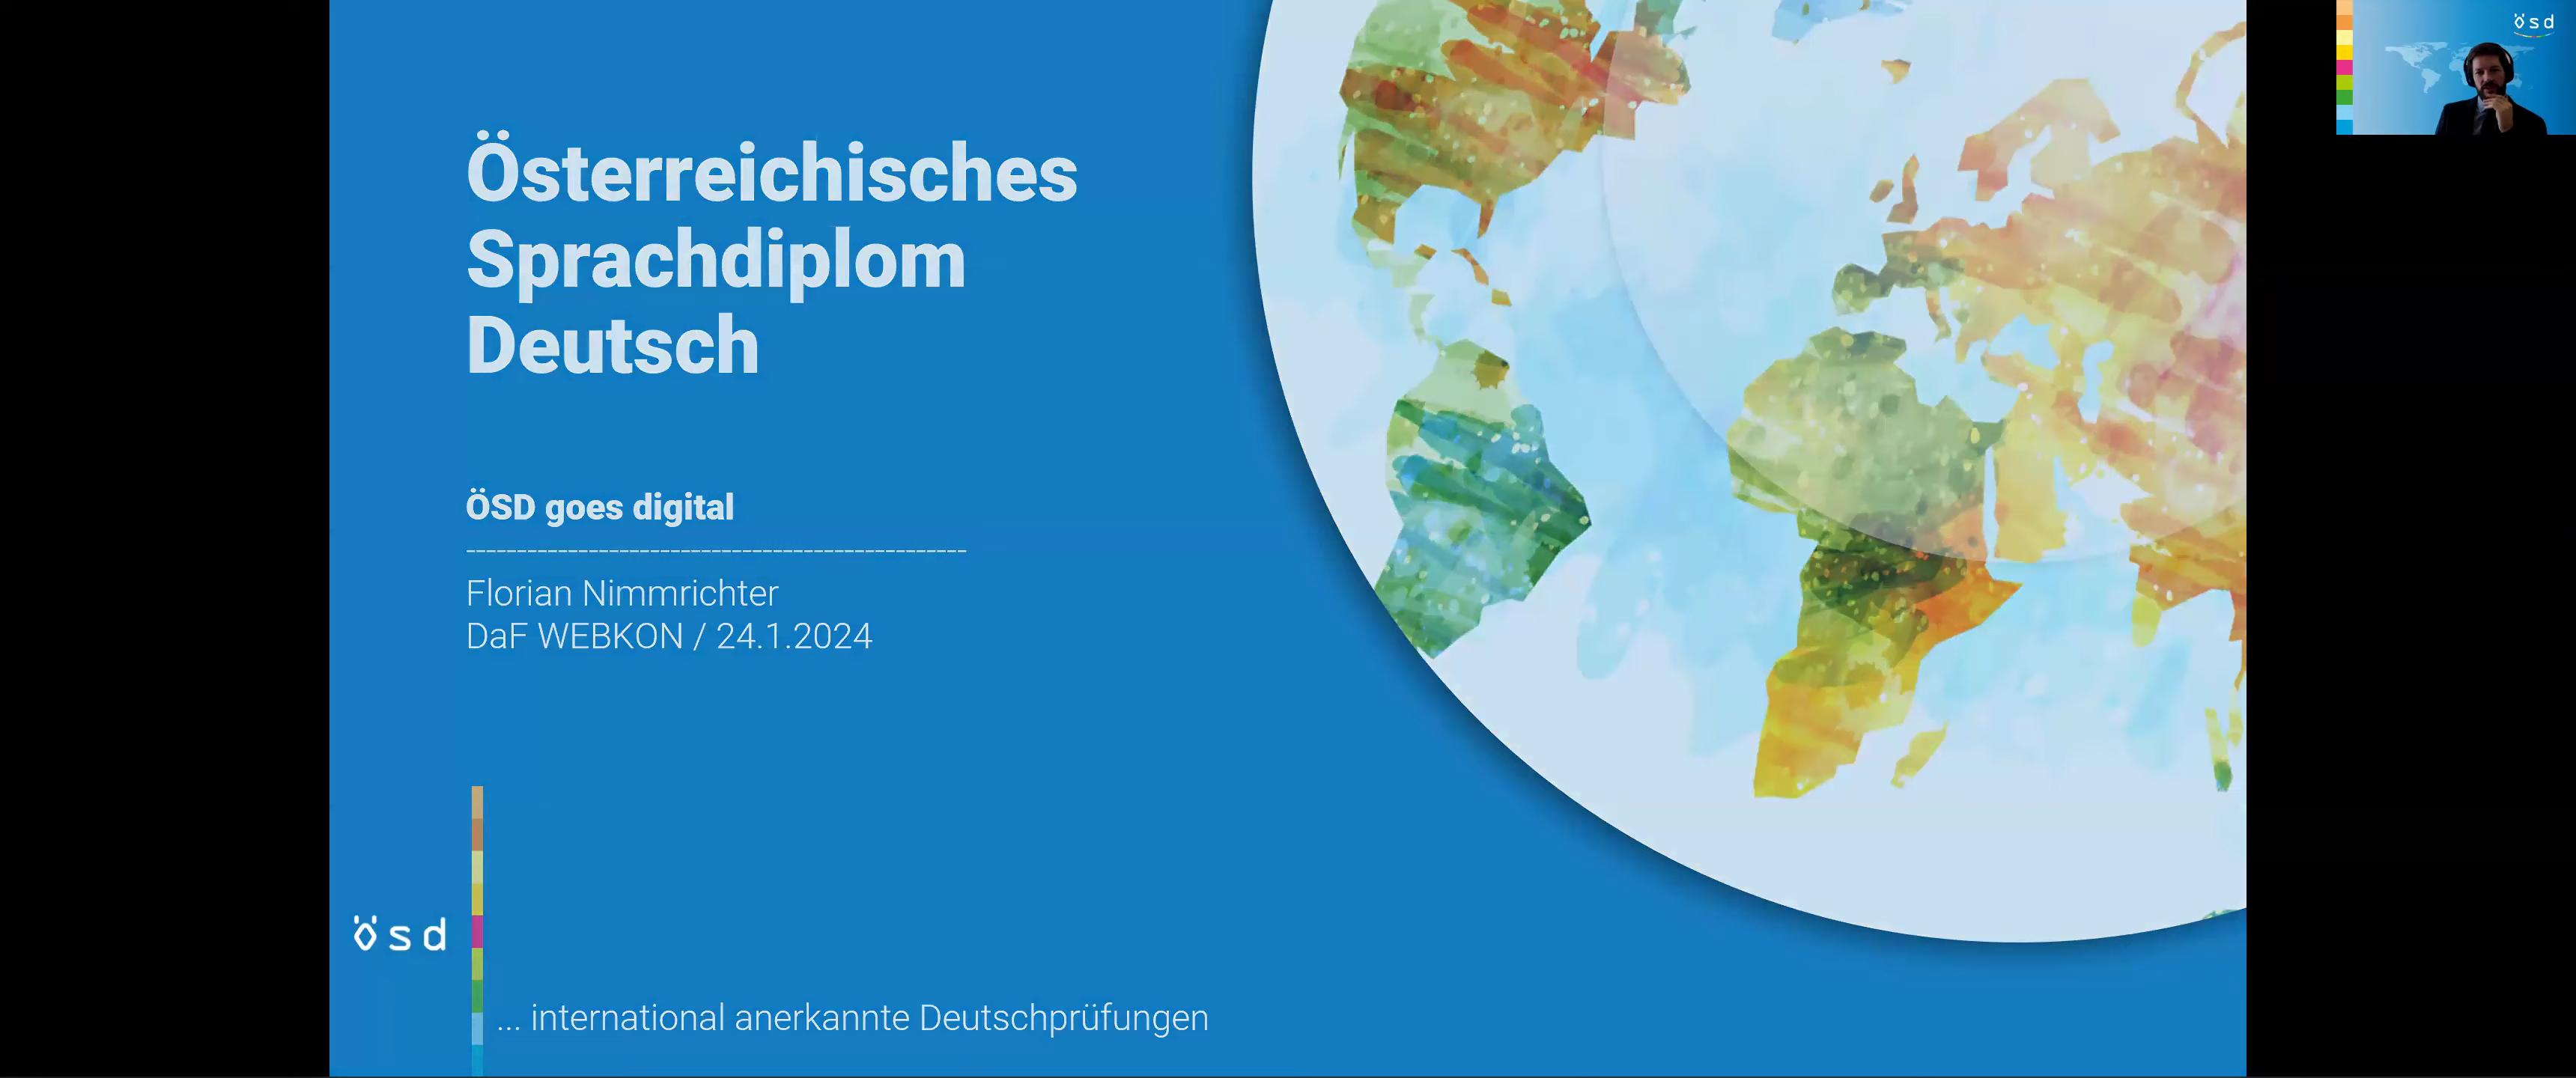 Österreichisches
Sprachdiplom
Deutsch
ÖSD goes digital
-------------------------------------------------
Florian Nimmrichter
DaF WEBKON / 24.1.2024
ösd
... international anerkannte Deutschprüfungen
ösd